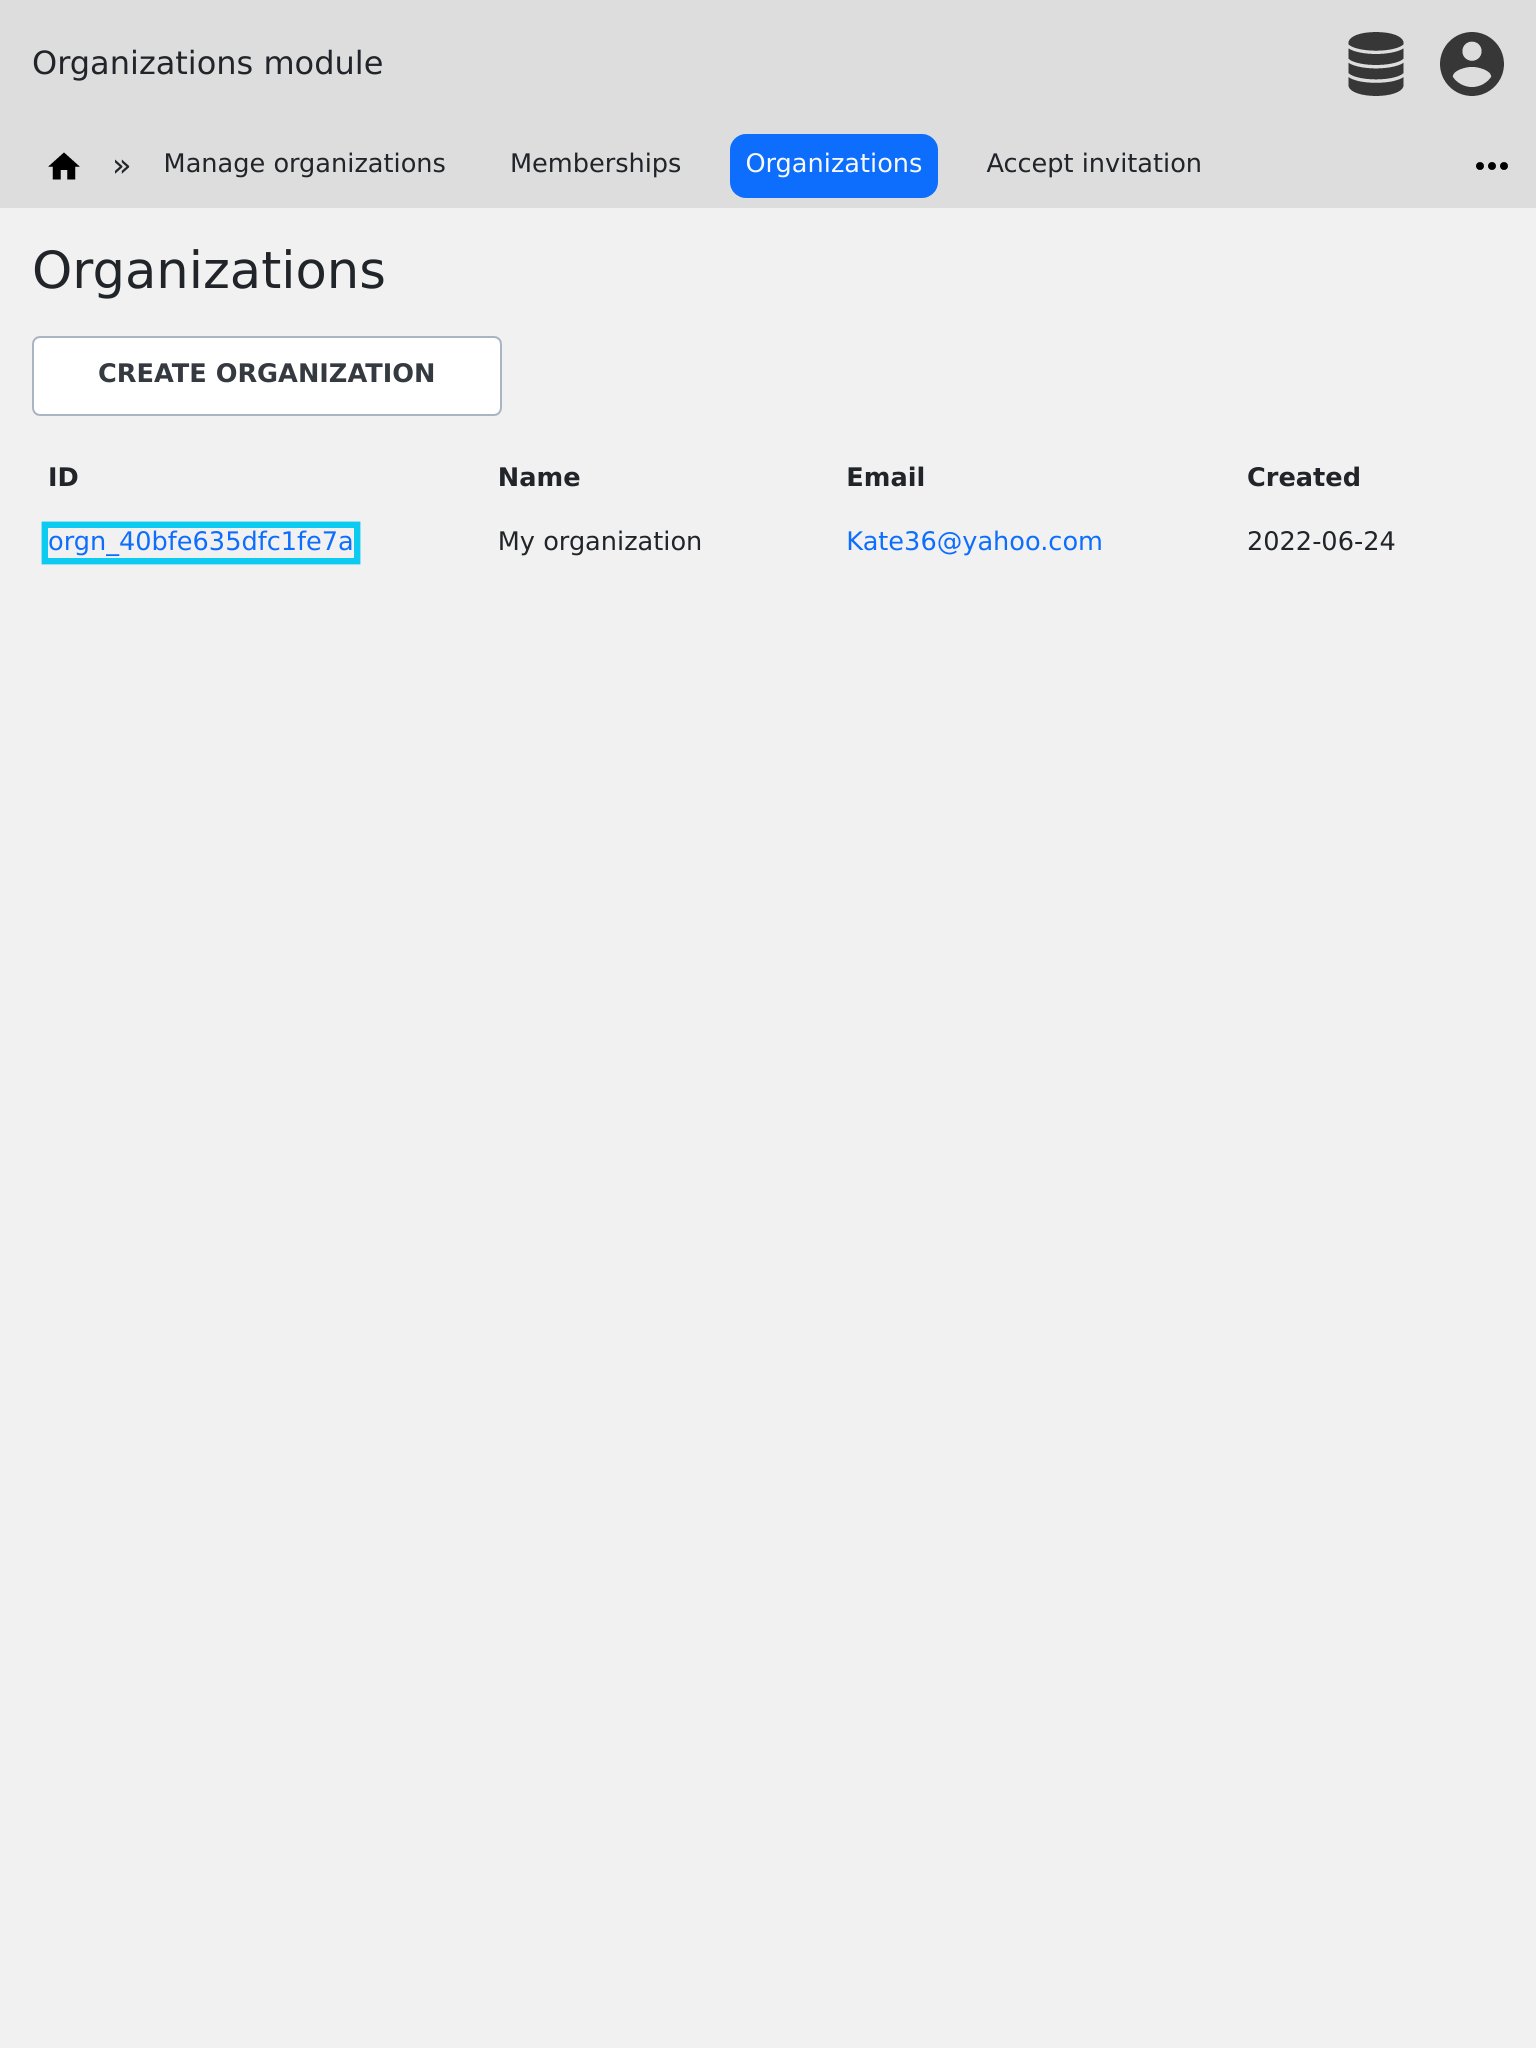 Organizations module
» Manage organizations Memberships Organizations Accept invitation
Organizations
CREATE ORGANIZATION
ID Name Email Created
orgn_40bfe635dfc1fe7a My organization Kate36@yahoo.com 2022-06-24